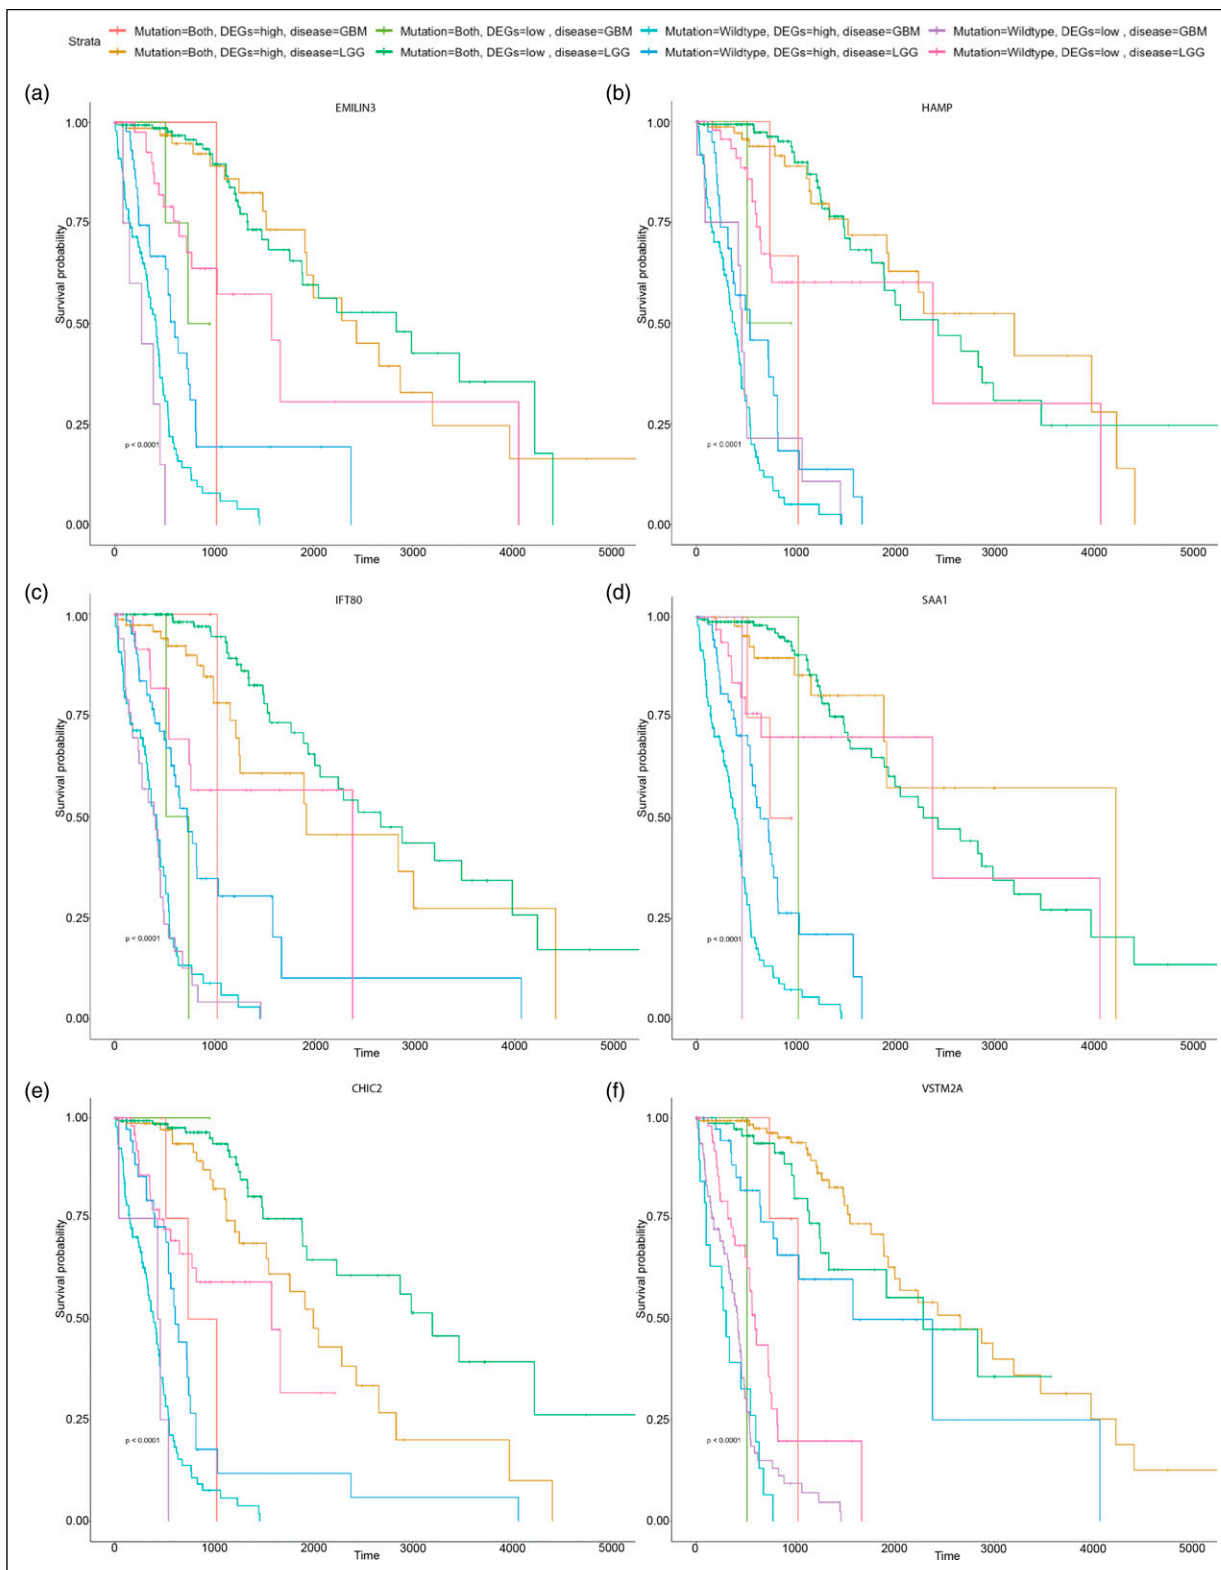 Strata
Mutation=Both, DEGs=high, disease=GBM Mutation=Both, DEGs=low , disease=GBM Mutation=Wildtype, DEGs=high, disease=GBM Mutation=Wildtype, DEGs=low , disease=GBM
Mutation=Both, DEGs=high, disease=LGG Mutation=Both, DEGs=low , disease=LGG Mutation=Wildtype, DEGs=high, disease=LGG Mutation=Wildtype, DEGs=low , disease=LGG
(a)
EMILIN3
1.00
0.75
0.50
0.25
0.00
Survival probability
p < 0.0001
0 1000 2000 3000 4000 5000
Time
(b)
HAMP
1.00
0.75
0.50
0.25
0.00
Survival probability
p < 0.0001
0 1000 2000 3000 4000 5000
Time
(c)
IFT80
1.00
0.75
0.50
0.25
0.00
Survival probability
p < 0.0001
0 1000 2000 3000 4000 5000
Time
(d)
SAA1
1.00
0.75
0.50
0.25
0.00
Survival probability
p < 0.0001
0 1000 2000 3000 4000 5000
Time
(e)
CHIC2
1.00
0.75
0.50
0.25
0.00
Survival probability
p < 0.0001
0 1000 2000 3000 4000 5000
Time
(f)
VSTM2A
1.00
0.75
0.50
0.25
0.00
Survival probability
p < 0.0001
0 1000 2000 3000 4000 5000
Time